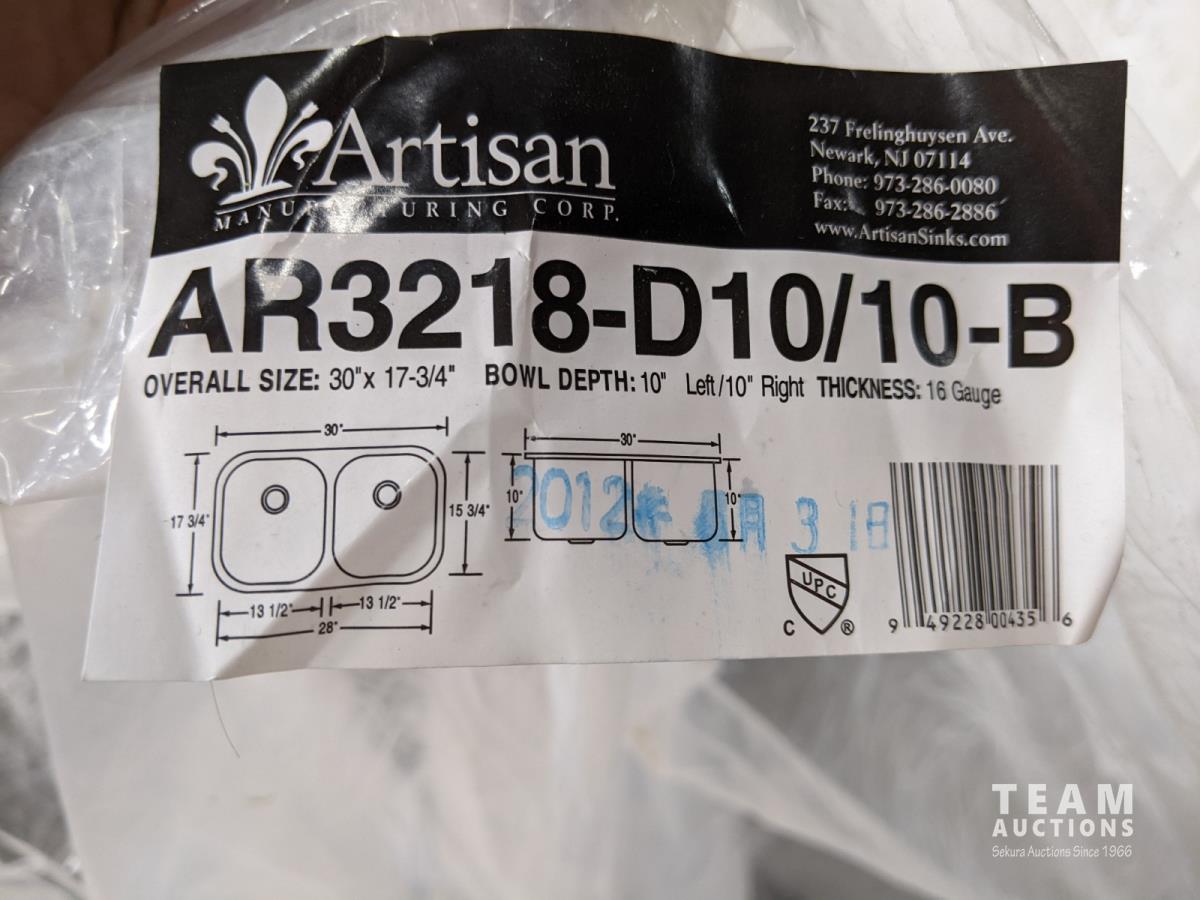 Artisan
MANUFACTURING CORP.
237 Frelinghuysen Ave.
Newark, NJ 07114
Phone: 973-286-0080
Fax: 973-286-2886
www.ArtisanSinks.com
AR3218-D10/10-B
OVERALL SIZE: 30"x 17-3/4" BOWL DEPTH: 10" Left/10" Right THICKNESS: 16 Gauge
30"
17 3/4"
15 3/4"
13 1/2" 13 1/2"
28"
30"
10" 10"
2012 3 18
UPC
C ®
9 49228 00435 6
TEAM
AUCTIONS
Sekura Auctions Since 1966